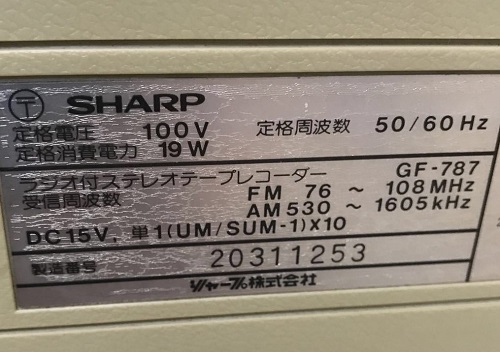 〒 SHARP
定格電圧 100V 定格周波数 50/60Hz
定格消費電力 19W
ラジオ付ステレオテープレコーダー GF-787
受信周波数 FM 76 ~ 108MHz
AM 530 ~ 1605kHz
DC15V, 単1(UM/SUM-1)X10
製造番号 20311253
シャープ株式会社